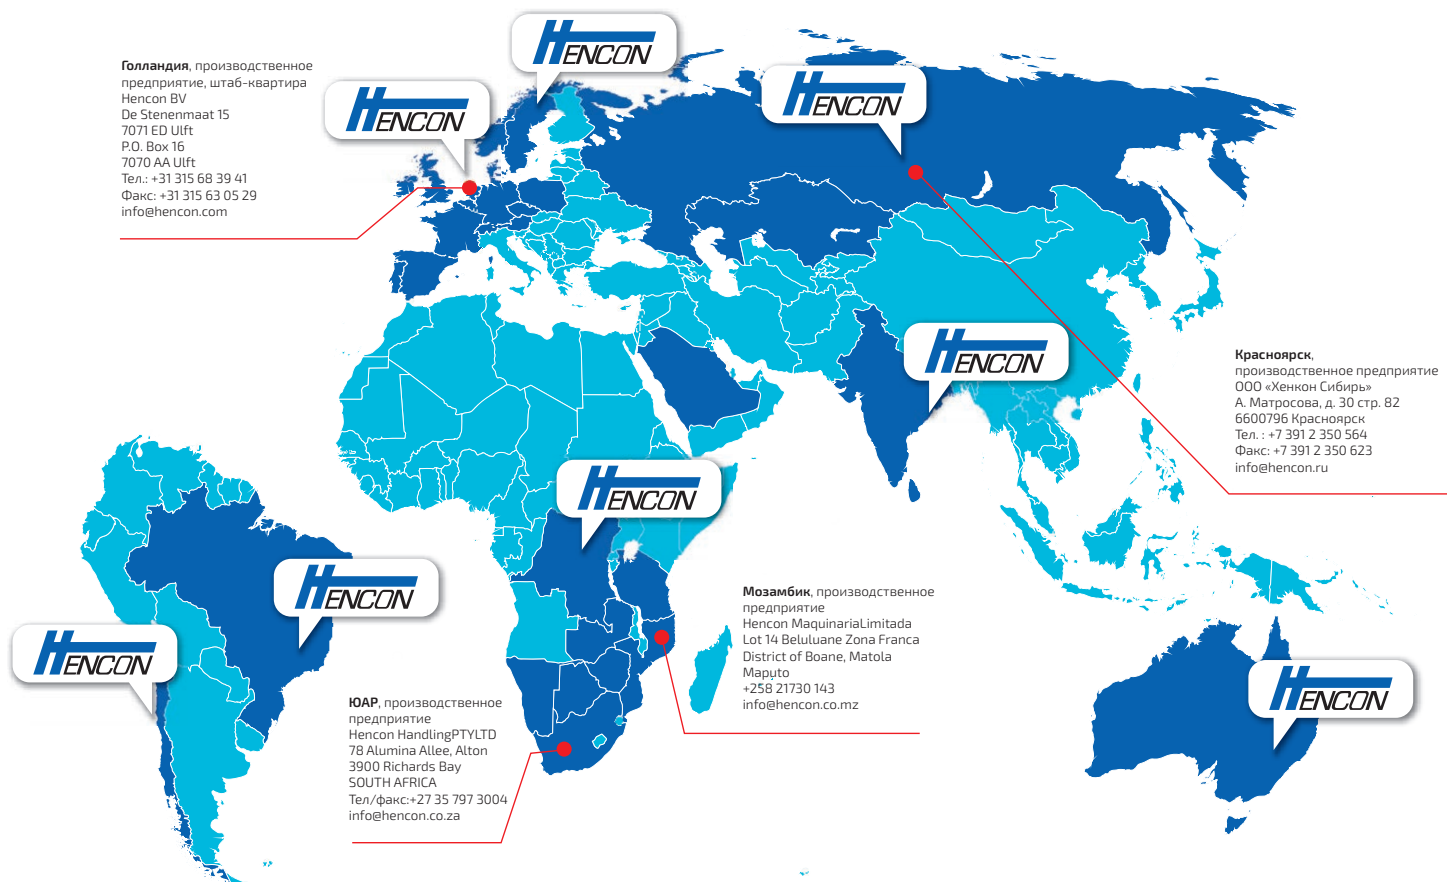 HENCON
HENCON
HENCON
Голландия, производственное
предприятие, штаб-квартира
Hencon BV
De Stenenmaat 15
7071 ED Ulft
P.O. Box 16
7070 AA Ulft
Тел.: +31 315 68 39 41
Факс: +31 315 63 05 29
info@hencon.com
HENCON
Красноярск,
производственное предприятие
ООО «Хенкон Сибирь»
А. Матросова, д. 30 стр. 82
6600796 Красноярск
Тел. : +7 391 2 350 564
Факс: +7 391 2 350 623
info@hencon.ru
HENCON
HENCON
HENCON
HENCON
Мозамбик, производственное
предприятие
Hencon MaquinariaLimitada
Lot 14 Beluluane Zona Franca
District of Boane, Matola
Maputo
+258 21730 143
info@hencon.co.mz
ЮАР, производственное
предприятие
Hencon HandlingPTYLTD
78 Alumina Allee, Alton
3900 Richards Bay
SOUTH AFRICA
Тел/факс:+27 35 797 3004
info@hencon.co.za